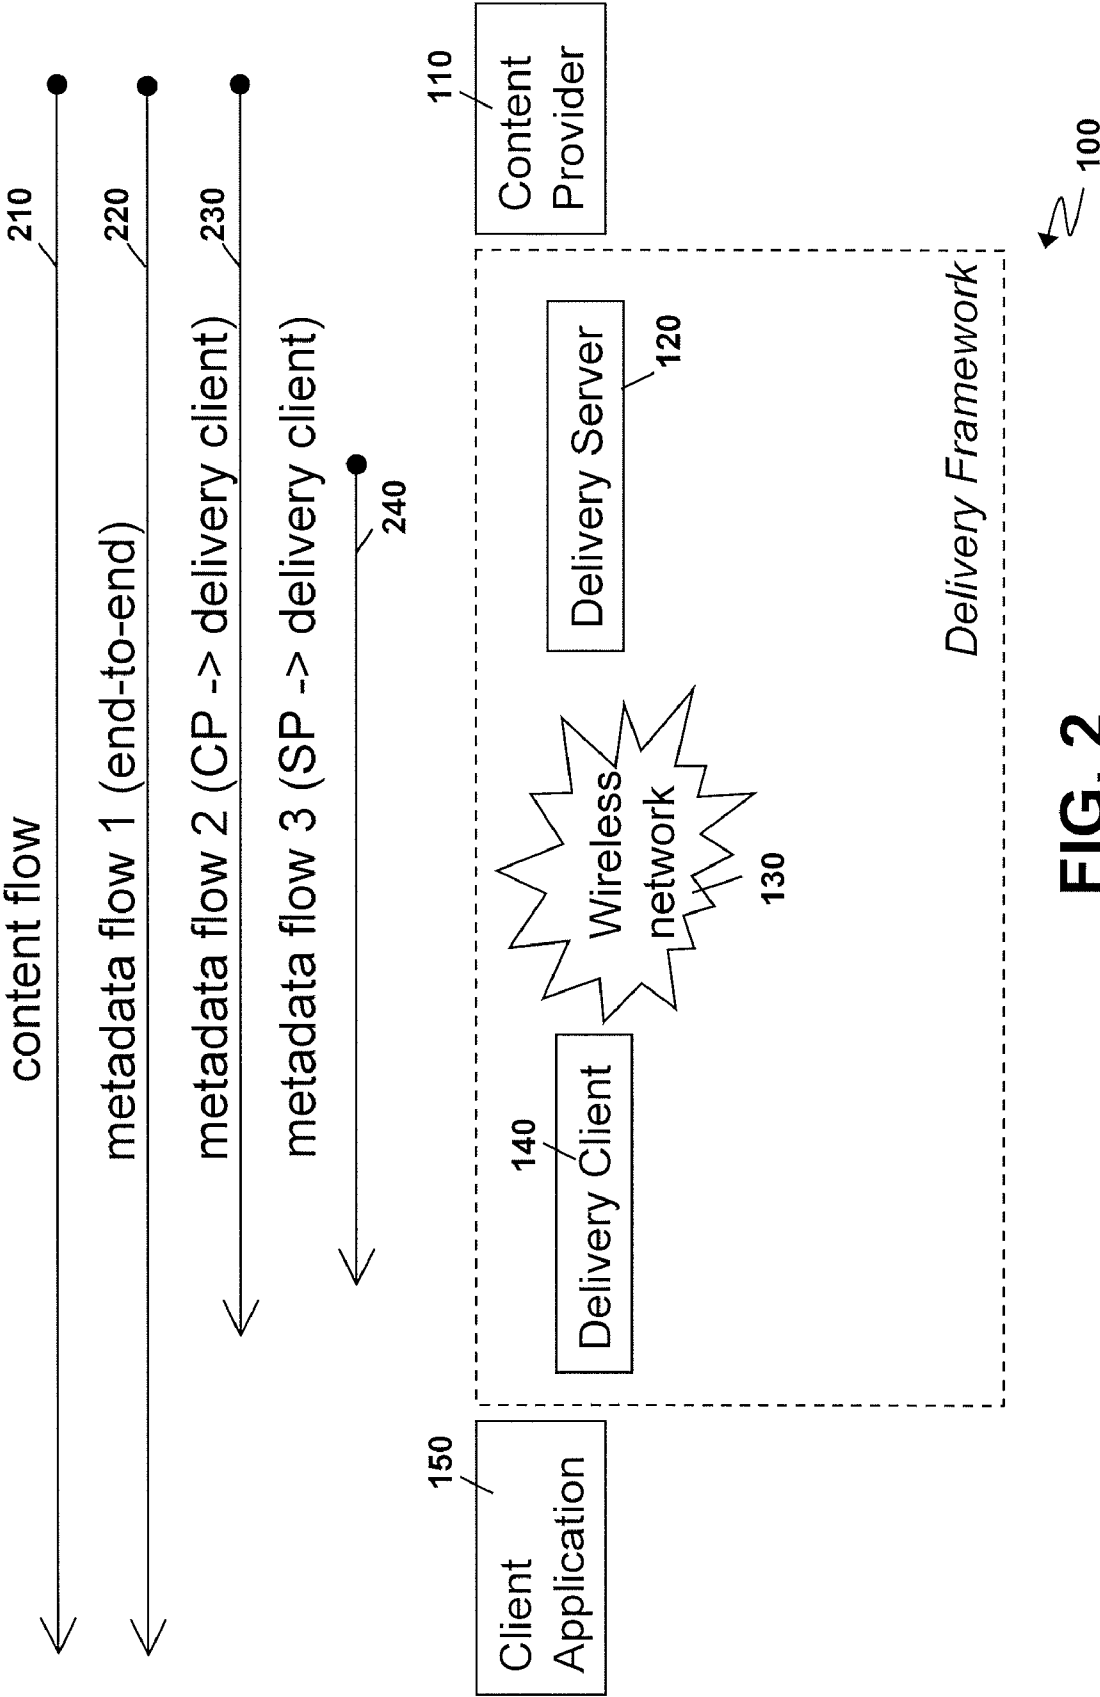 content flow
210
metadata flow 1 (end-to-end)
220
metadata flow 2 (CP -> delivery client)
230
metadata flow 3 (SP -> delivery client)
240
150
Client
Application
140
Delivery Client
Wireless
network
130
Delivery Server
120
110
Content
Provider
Delivery Framework
100
FIG. 2